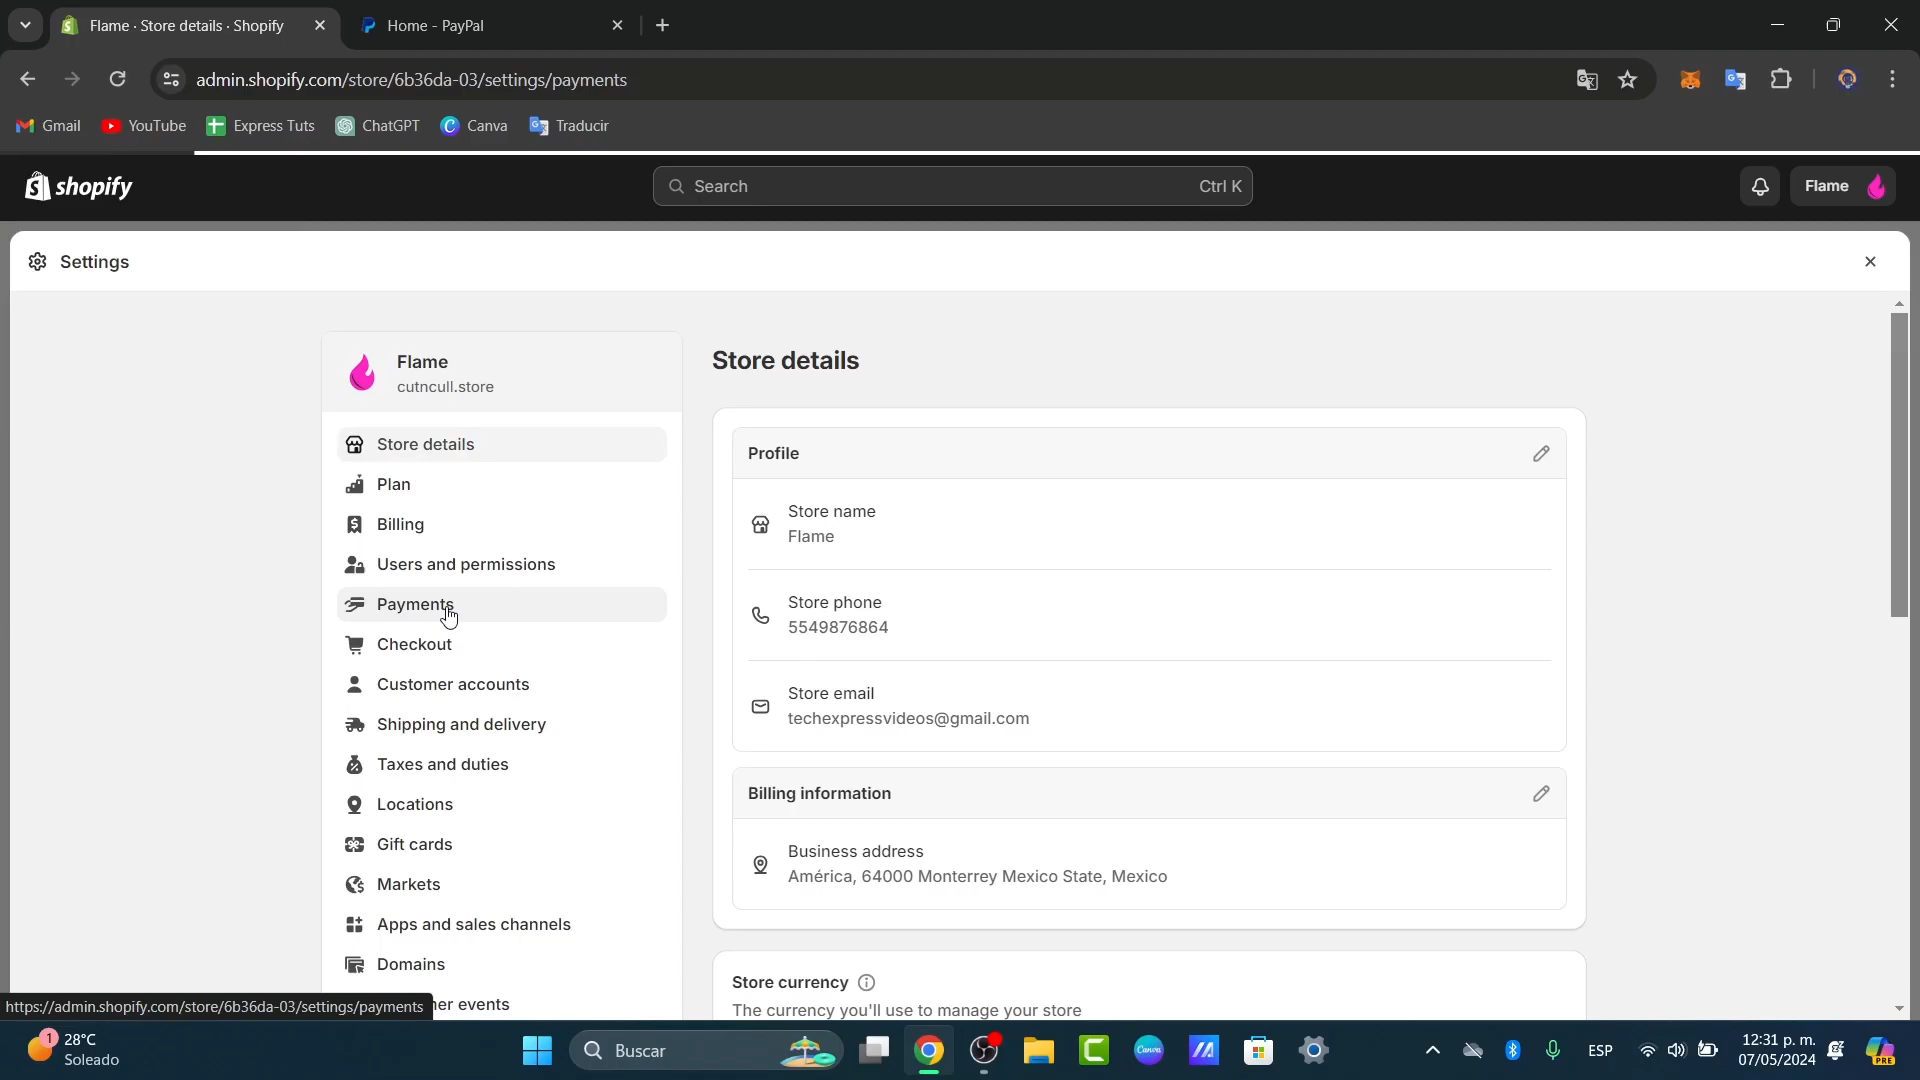 Flame · Store details · Shopify
Home - PayPal
admin.shopify.com/store/6b36da-03/settings/payments
Gmail
YouTube
Express Tuts
ChatGPT
Canva
Traducir
shopify
Search
Ctrl K
Flame
Settings
Flame
cutncull.store
Store details
Plan
Billing
Users and permissions
Payments
Checkout
Customer accounts
Shipping and delivery
Taxes and duties
Locations
Gift cards
Markets
Apps and sales channels
Domains
er events
Store details
Profile
Store name
Flame
Store phone
5549876864
Store email
techexpressvideos@gmail.com
Billing information
Business address
América, 64000 Monterrey Mexico State, Mexico
Store currency
The currency you'll use to manage your store
https://admin.shopify.com/store/6b36da-03/settings/payments
1
28°C
Soleado
Buscar
Canva
ESP
12:31 p. m.
07/05/2024
PRE